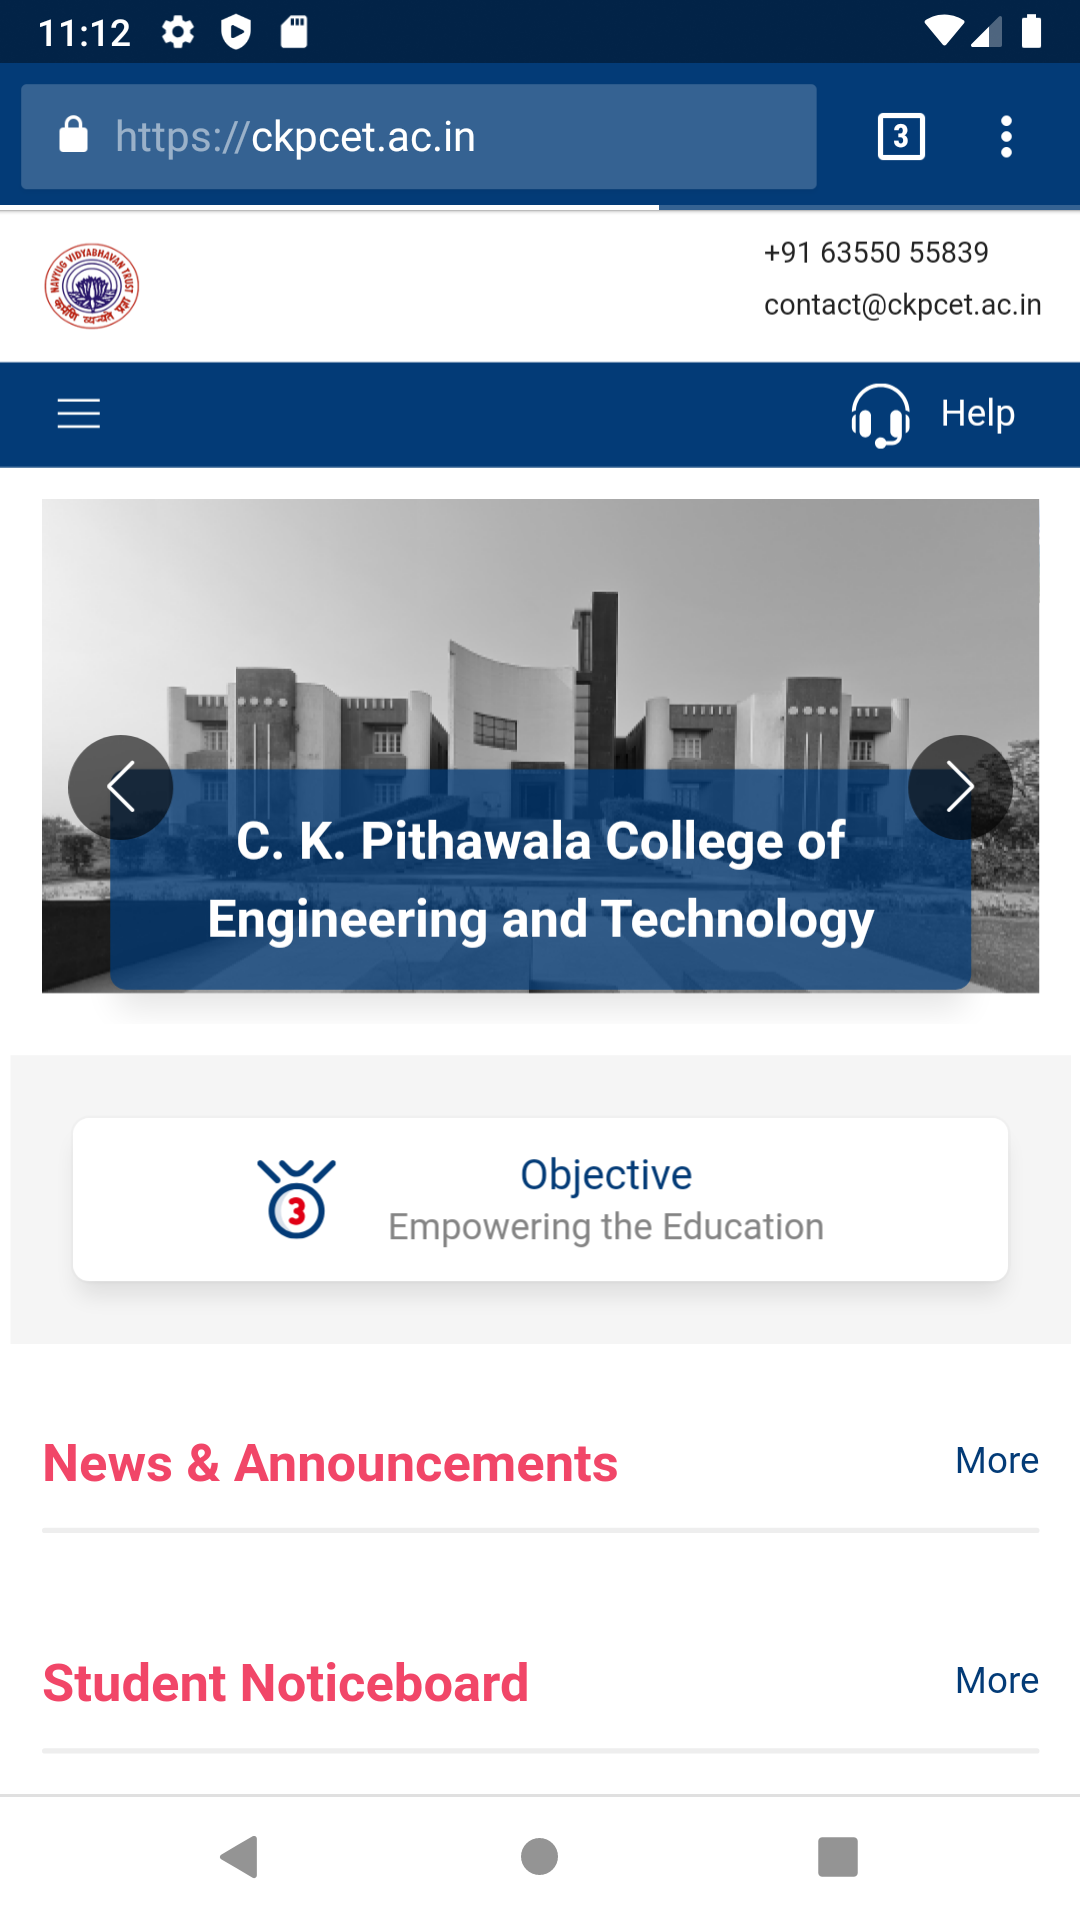 11:12
https://ckpcet.ac.in
3
NAVYUG VIDYABHAVAN TRUST
+91 63550 55839
contact@ckpcet.ac.in
Help
C. K. Pithawala College of
Engineering and Technology
3
Objective
Empowering the Education
News & Announcements
More
Student Noticeboard
More